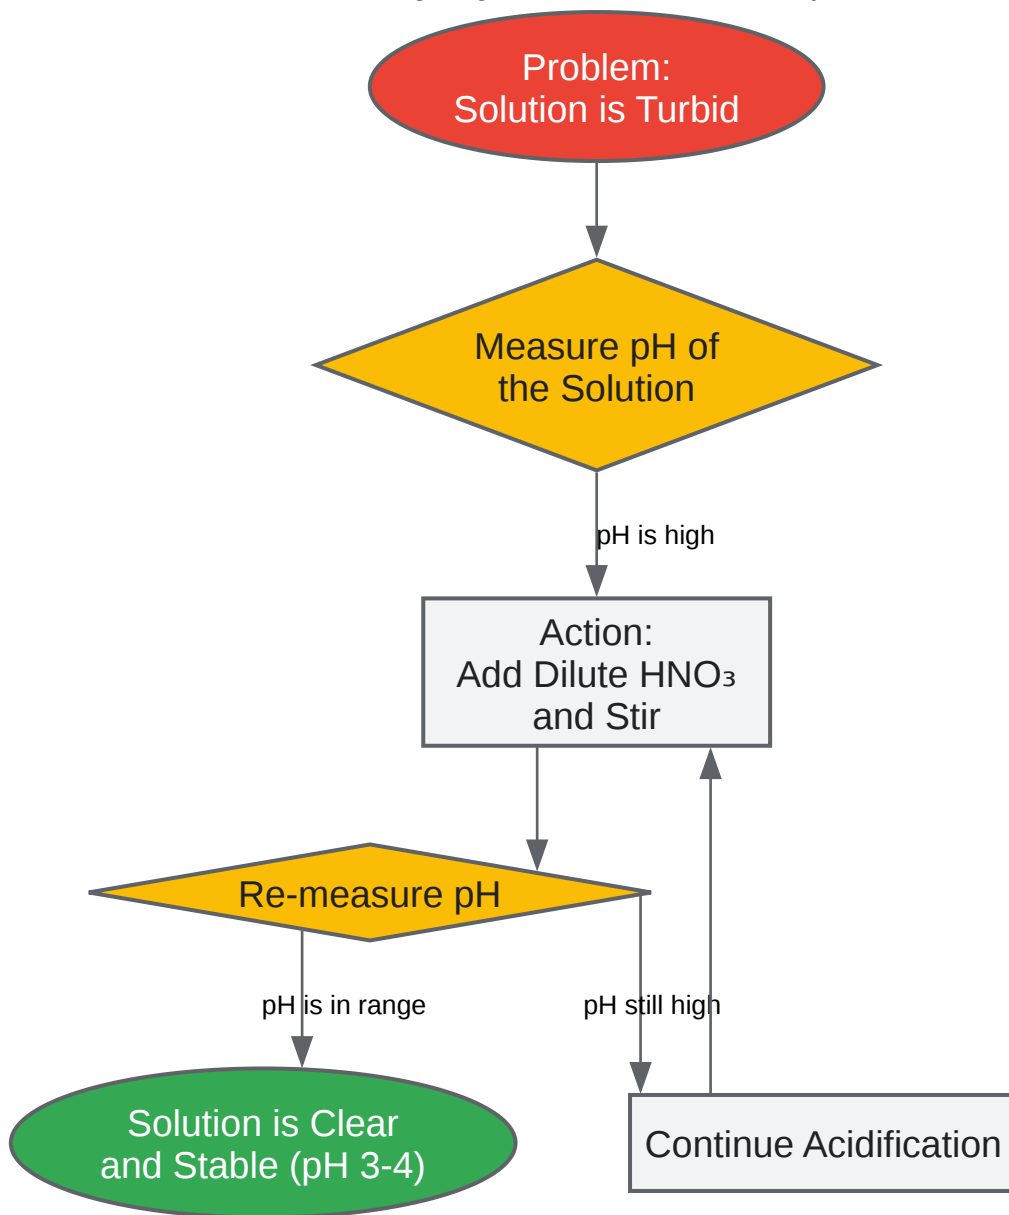 Problem:
Solution is Turbid
Measure pH of
the Solution
pH is high
Action:
Add Dilute HNO₃
and Stir
Re-measure pH
pH is in range
pH still high
Solution is Clear
and Stable (pH 3-4)
Continue Acidification